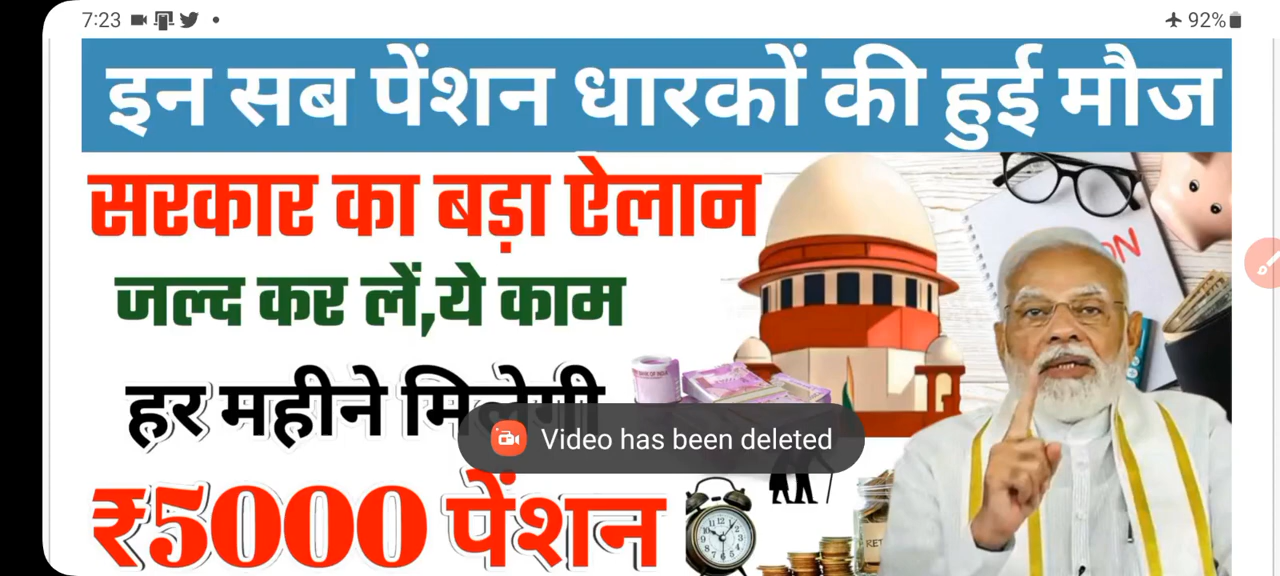 7:23
92%
इन सब पेंशन धारकों की हुई मौज
सरकार का बड़ा ऐलान
जल्द कर लें,ये काम
हर महीने मिलेगी
Video has been deleted
₹5000 पेंशन